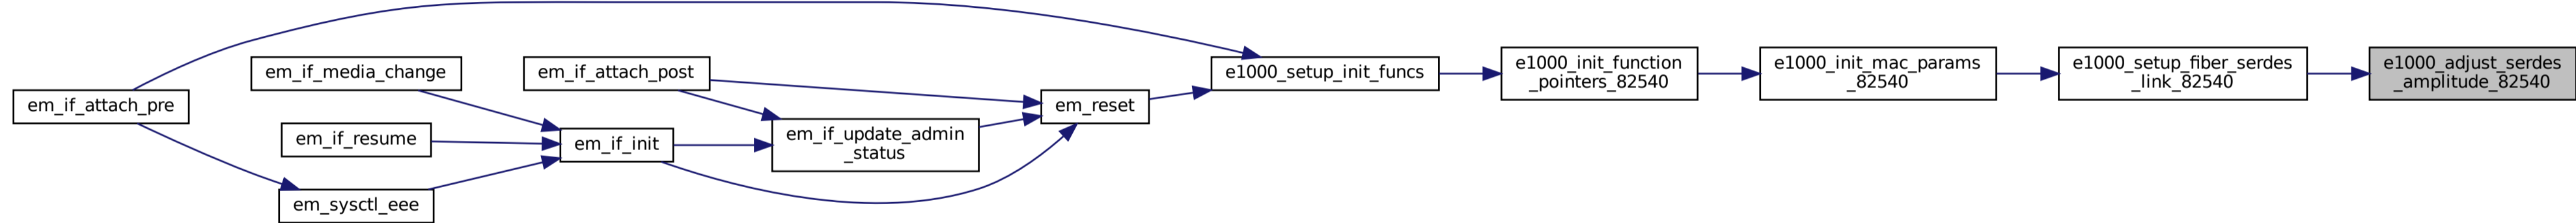 em_if_attach_pre
em_if_media_change
em_if_resume
em_sysctl_eee
em_if_attach_post
em_if_init
em_if_update_admin
_status
em_reset
e1000_setup_init_funcs
e1000_init_function
_pointers_82540
e1000_init_mac_params
_82540
e1000_setup_fiber_serdes
_link_82540
e1000_adjust_serdes
_amplitude_82540